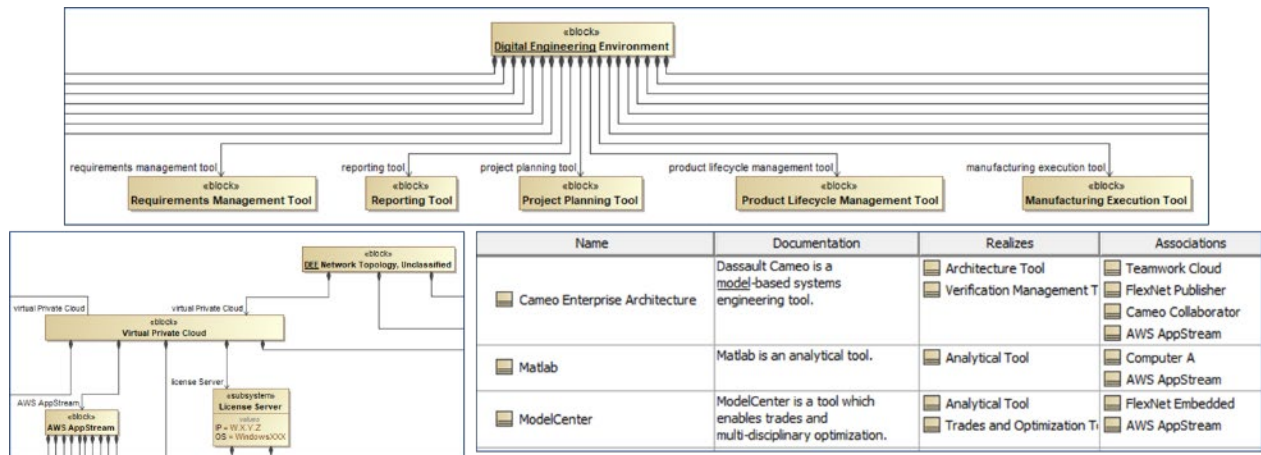 «block»
Digital Engineering Environment
requirements management tool
reporting tool
project planning tool
product lifecycle management tool
manufacturing execution tool
«block»
Requirements Management Tool
«block»
Reporting Tool
«block»
Project Planning Tool
«block»
Product Lifecycle Management Tool
«block»
Manufacturing Execution Tool
«block»
DEE Network Topology, Unclassified
virtual Private Cloud
virtual Private Cloud
«block»
Virtual Private Cloud
license Server
AWS AppStream
«block»
AWS AppStream
«subsystem»
License Server
values
IP = W.X.Y.Z
OS = WindowsXXX
Name
Documentation
Realizes
Associations
Cameo Enterprise Architecture
Dassault Cameo is a
model-based systems
engineering tool.
Architecture Tool
Verification Management T
Teamwork Cloud
FlexNet Publisher
Cameo Collaborator
AWS AppStream
Matlab
Matlab is an analytical tool.
Analytical Tool
Computer A
AWS AppStream
ModelCenter
ModelCenter is a tool which
enables trades and
multi-disciplinary optimization.
Analytical Tool
Trades and Optimization T
FlexNet Embedded
AWS AppStream